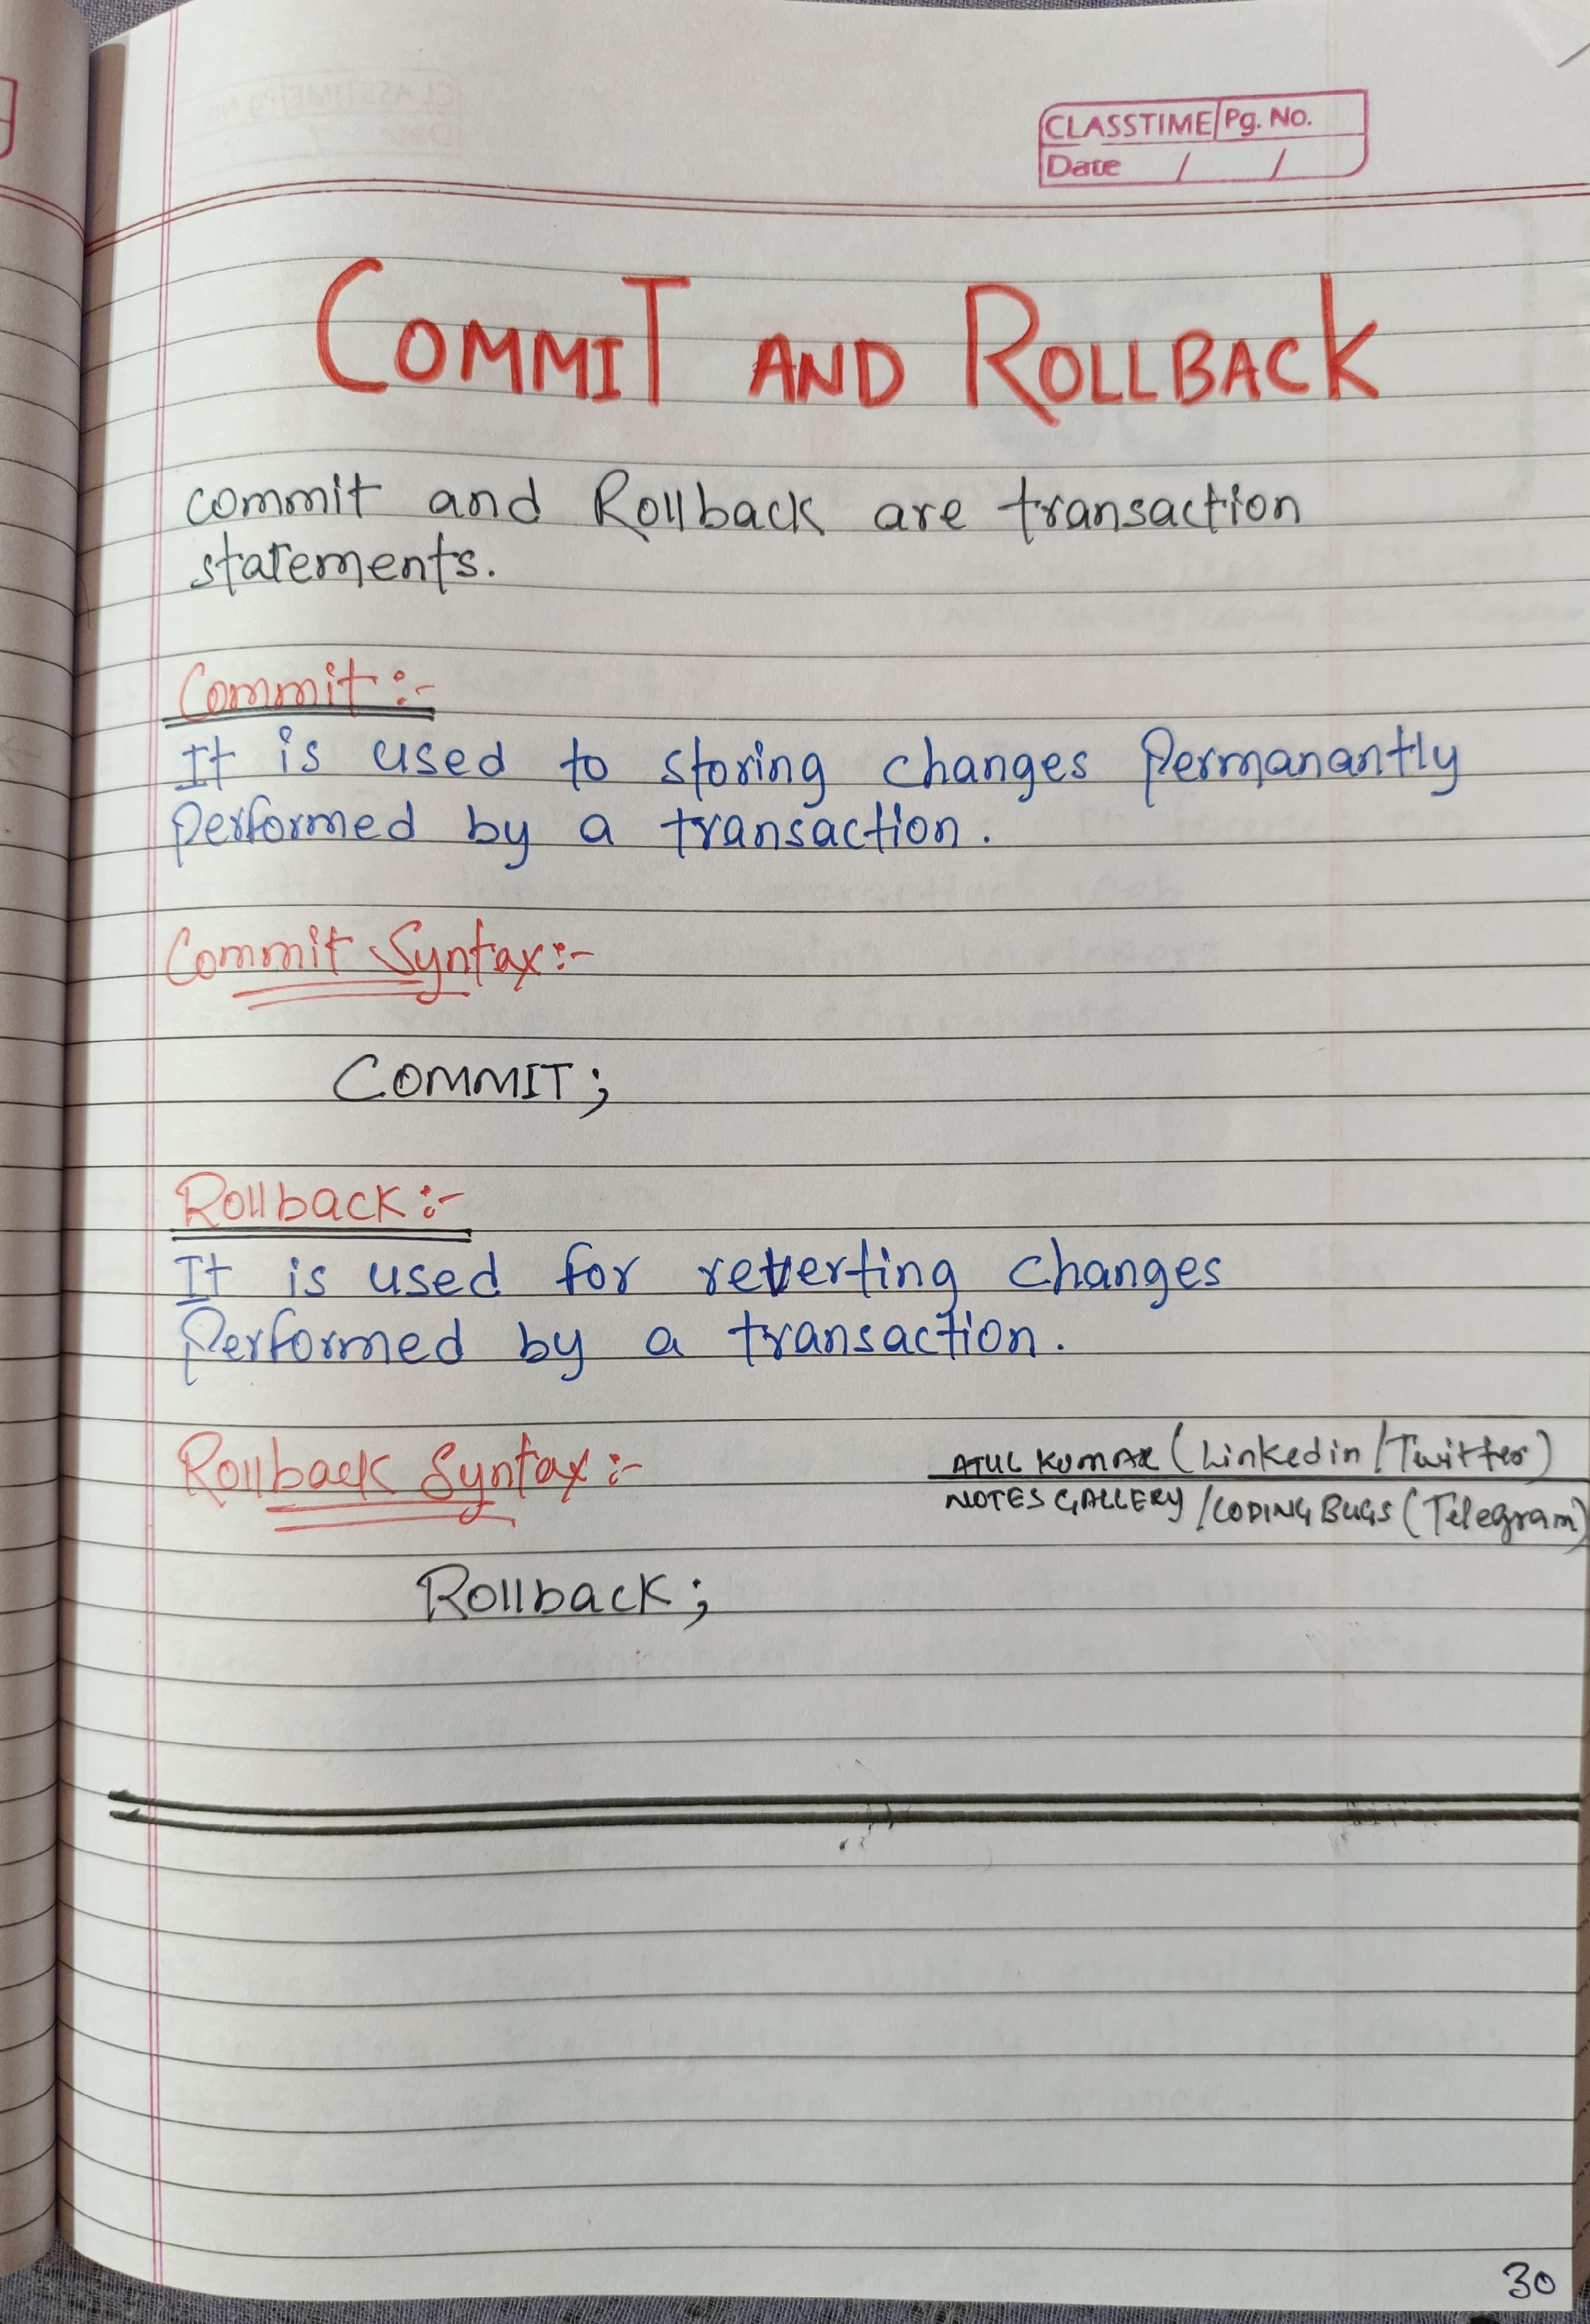 CLASSTIME Pg. No.
Date / /
COMMIT AND ROLLBACK
commit and Rollback are transaction
statements.
Commit :-
It is used to storing changes Permanantly
Performed by a transaction.
Commit Syntax :-
COMMIT ;
Rollback :-
It is used for reverting changes
Performed by a transaction.
Rollback Syntax :-
ATUL KUMAR (Linkedin / Twitter)
NOTES GALLERY / CODING BUGS (Telegram)
Rollback ;
30